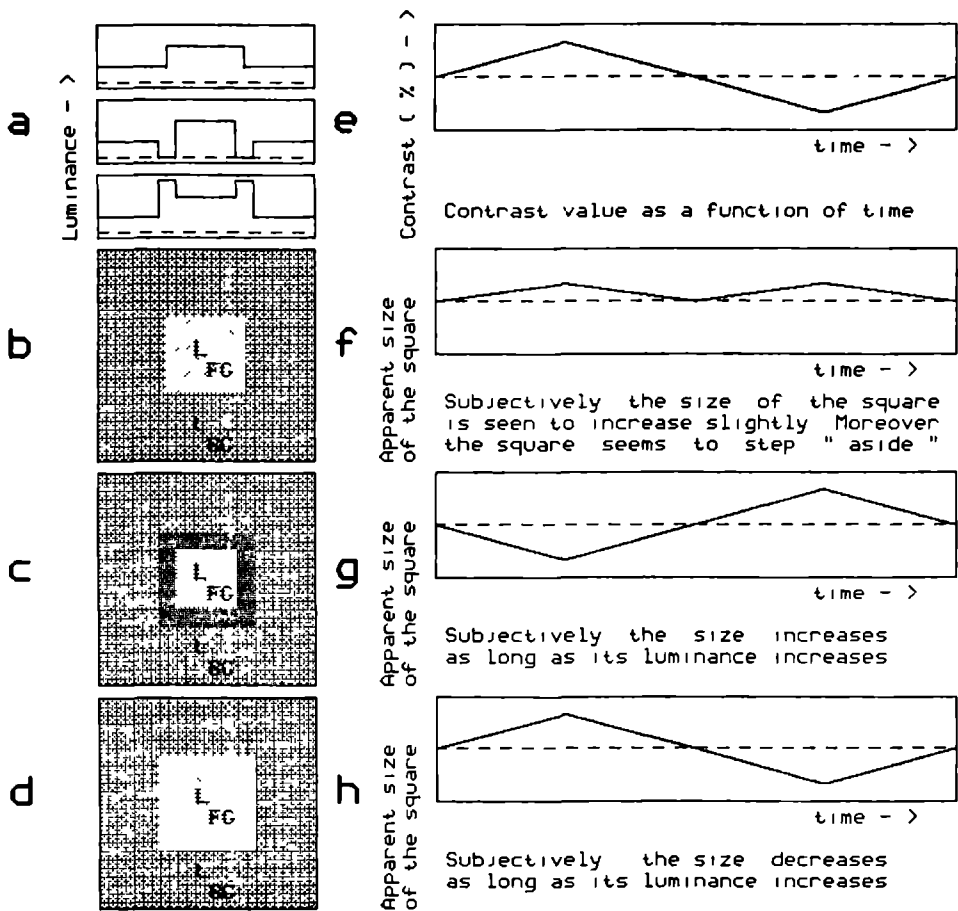 a
Luminance - >
b
L
FG
L
BG
c
L
FG
L
BG
d
L
FG
L
BG
e
Contrast ( % ) - >
time - >
Contrast value as a function of time
f
Apparent size
of the square
time - >
Subjectively the size of the square
is seen to increase slightly Moreover
the square seems to step " aside "
g
Apparent size
of the square
time - >
Subjectively the size increases
as long as its luminance increases
h
Apparent size
of the square
time - >
Subjectively the size decreases
as long as its luminance increases